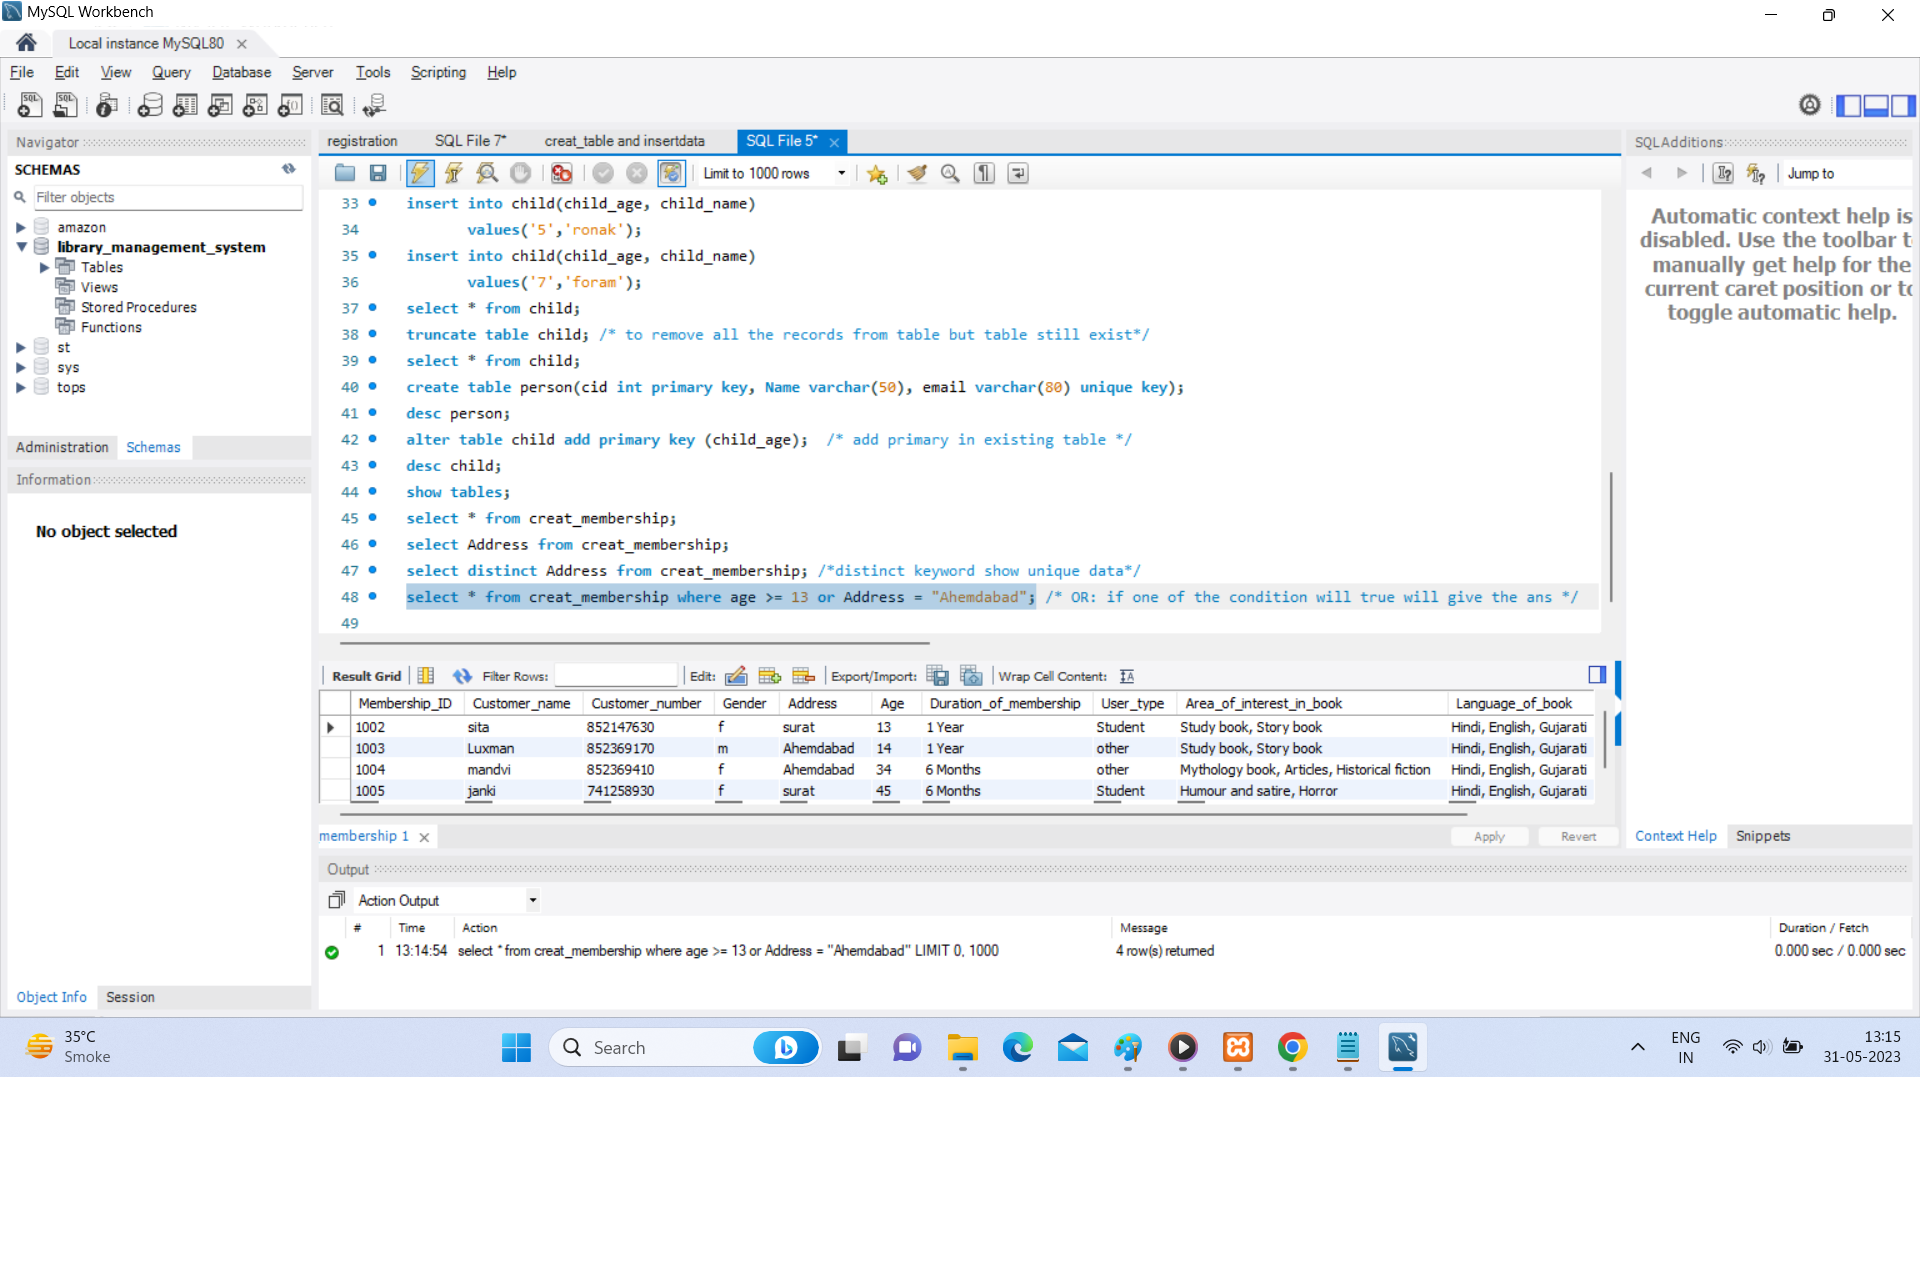 MySQL Workbench
Local instance MySQL80
File Edit View Query Database Server Tools Scripting Help
Navigator
SCHEMAS
Filter objects
amazon
library_management_system
Tables
Views
Stored Procedures
Functions
st
sys
tops
Administration Schemas
Information
No object selected
Object Info Session
registration SQL File 7* creat_table and insertdata SQL File 5*
Limit to 1000 rows
33 insert into child(child_age, child_name)
34 values('5','ronak');
35 insert into child(child_age, child_name)
36 values('7','foram');
37 select * from child;
38 truncate table child; /* to remove all the records from table but table still exist*/
39 select * from child;
40 create table person(cid int primary key, Name varchar(50), email varchar(80) unique key);
41 desc person;
42 alter table child add primary key (child_age); /* add primary in existing table */
43 desc child;
44 show tables;
45 select * from creat_membership;
46 select Address from creat_membership;
47 select distinct Address from creat_membership; /*distinct keyword show unique data*/
48 select * from creat_membership where age >= 13 or Address = "Ahemdabad"; /* OR: if one of the condition will true will give the ans */
49
Result Grid Filter Rows: Edit: Export/Import: Wrap Cell Content:
Membership_ID Customer_name Customer_number Gender Address Age Duration_of_membership User_type Area_of_interest_in_book Language_of_book
1002 sita 852147630 f surat 13 1 Year Student Study book, Story book Hindi, English, Gujarati
1003 Luxman 852369170 m Ahemdabad 14 1 Year other Study book, Story book Hindi, English, Gujarati
1004 mandvi 852369410 f Ahemdabad 34 6 Months other Mythology book, Articles, Historical fiction Hindi, English, Gujarati
1005 janki 741258930 f surat 45 6 Months Student Humour and satire, Horror Hindi, English, Gujarati
membership 1
Apply Revert
Output
Action Output
# Time Action Message Duration / Fetch
1 13:14:54 select * from creat_membership where age >= 13 or Address = "Ahemdabad" LIMIT 0, 1000 4 row(s) returned 0.000 sec / 0.000 sec
SQLAdditions
Jump to
Automatic context help is
disabled. Use the toolbar t
manually get help for the
current caret position or to
toggle automatic help.
Context Help Snippets
35°C
Smoke
Search
ENG
IN
13:15
31-05-2023